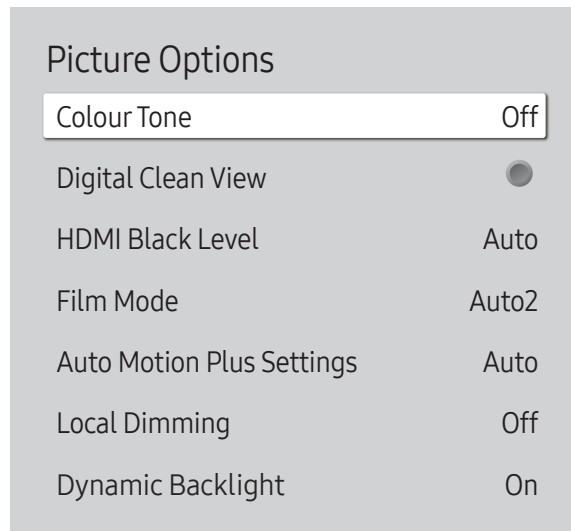 Picture Options
Colour Tone Off
Digital Clean View
HDMI Black Level Auto
Film Mode Auto2
Auto Motion Plus Settings Auto
Local Dimming Off
Dynamic Backlight On